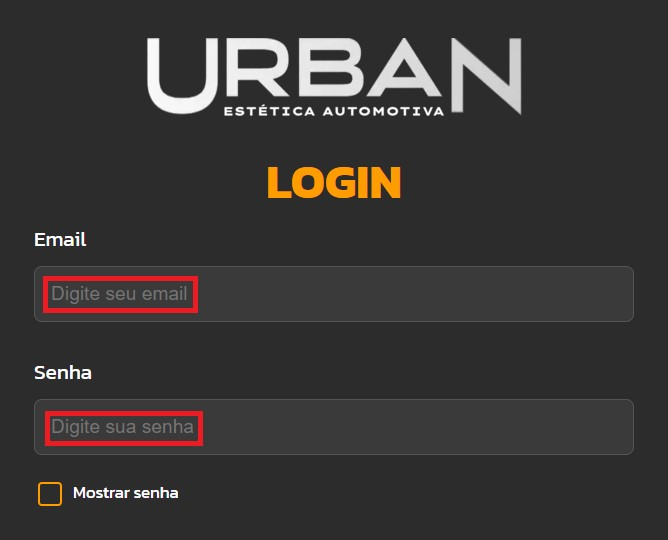 URBAN
ESTÉTICA AUTOMOTIVA
LOGIN
Email
Digite seu email
Senha
Digite sua senha
Mostrar senha